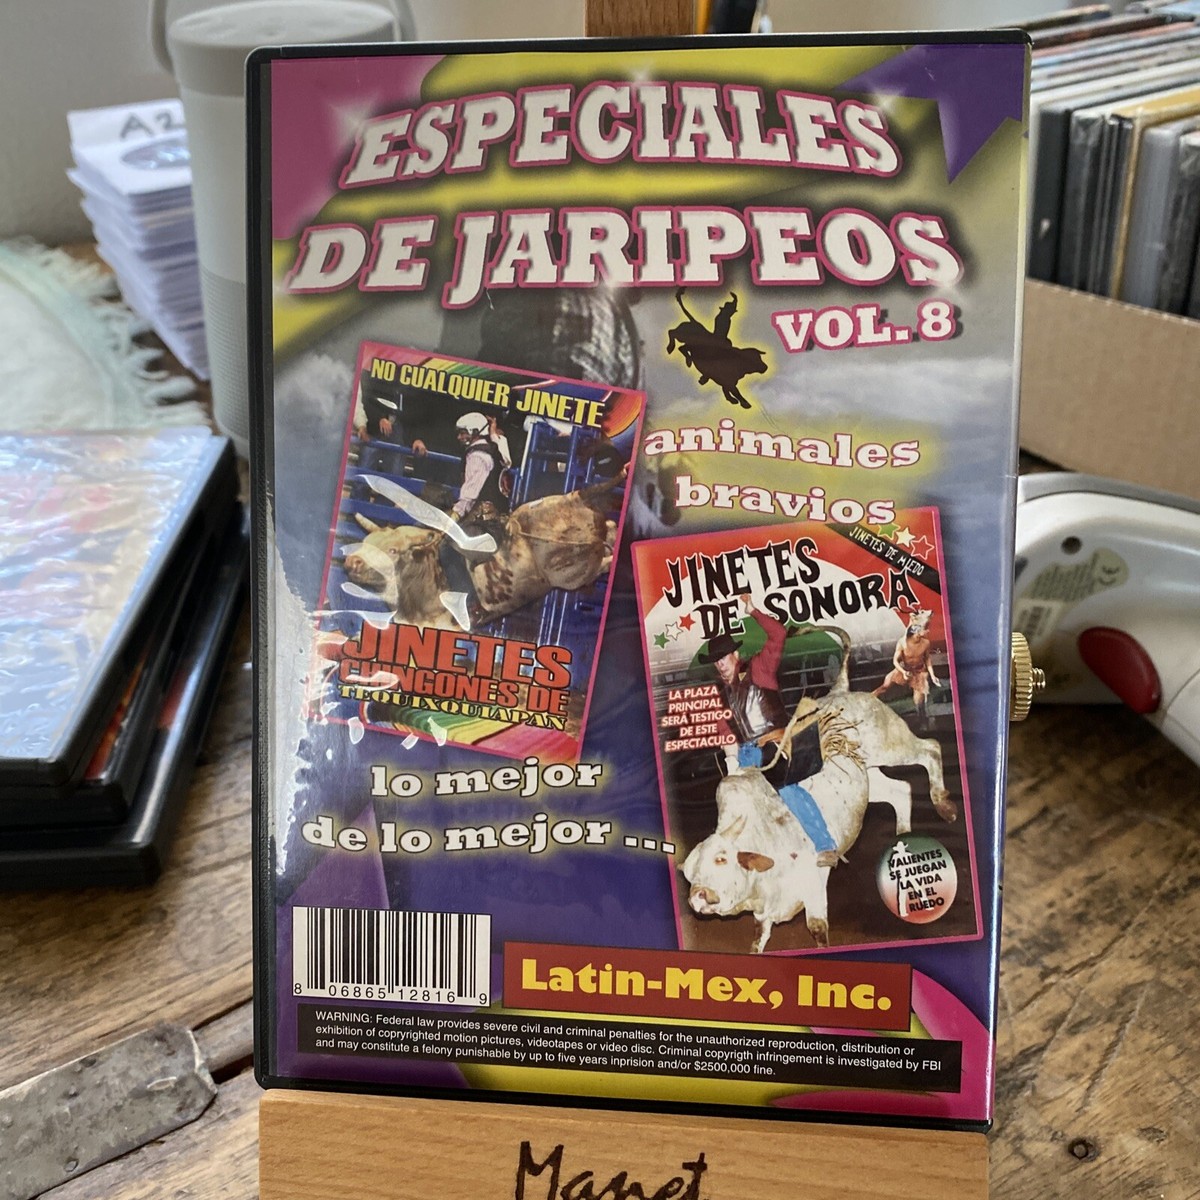 A2
ESPECIALES
DE JARIPEOS
VOL. 8
NO CUALQUIER JINETE
animales
bravios
JINETES
CHINGONES DE
TEQUIXQUIAPAN
JINETES DE MIEDO
JINETES
DE SONORA
LA PLAZA
PRINCIPAL
SERÁ TESTIGO
DE ESTE
ESPECTACULO
VALIENTES
SE JUEGAN
LA VIDA
EN EL
RUEDO
lo mejor
de lo mejor ...
8 06865 12816 9
Latin-Mex, Inc.
WARNING: Federal law provides severe civil and criminal penalties for the unauthorized reproduction, distribution or
exhibition of copyrighted motion pictures, videotapes or video disc. Criminal copyrigth infringement is investigated by FBI
and may constitute a felony punishable by up to five years inprision and/or $2500,000 fine.
Manet